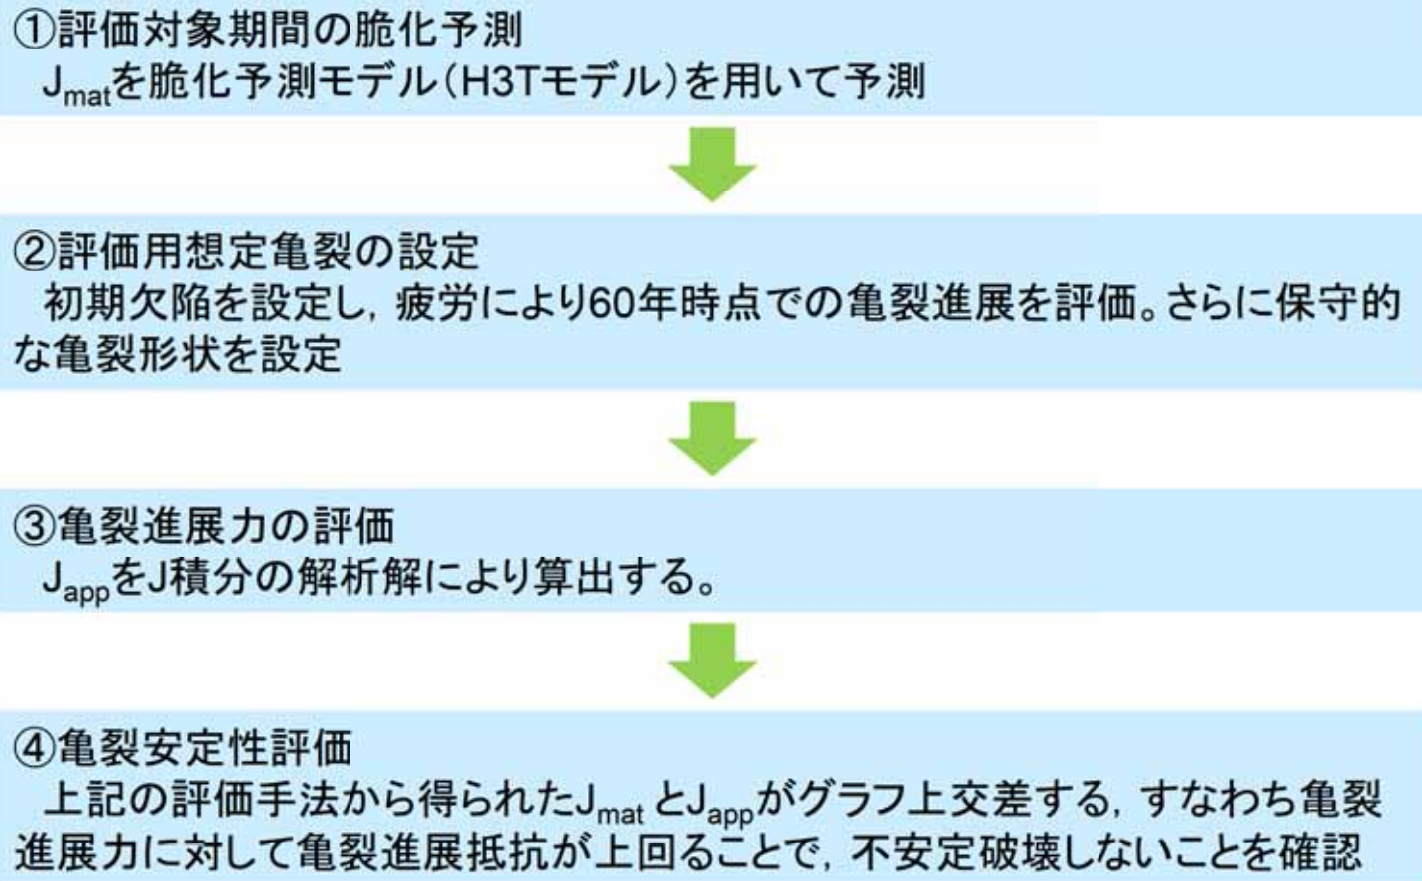 ①評価対象期間の脆化予測
J_matを脆化予測モデル(H3Tモデル)を用いて予測
②評価用想定亀裂の設定
初期欠陥を設定し, 疲労により60年時点での亀裂進展を評価。さらに保守的
な亀裂形状を設定
③亀裂進展力の評価
J_appをJ積分の解析解により算出する。
④亀裂安定性評価
上記の評価手法から得られたJ_mat とJ_appがグラフ上交差する, すなわち亀裂
進展力に対して亀裂進展抵抗が上回ることで, 不安定破壊しないことを確認